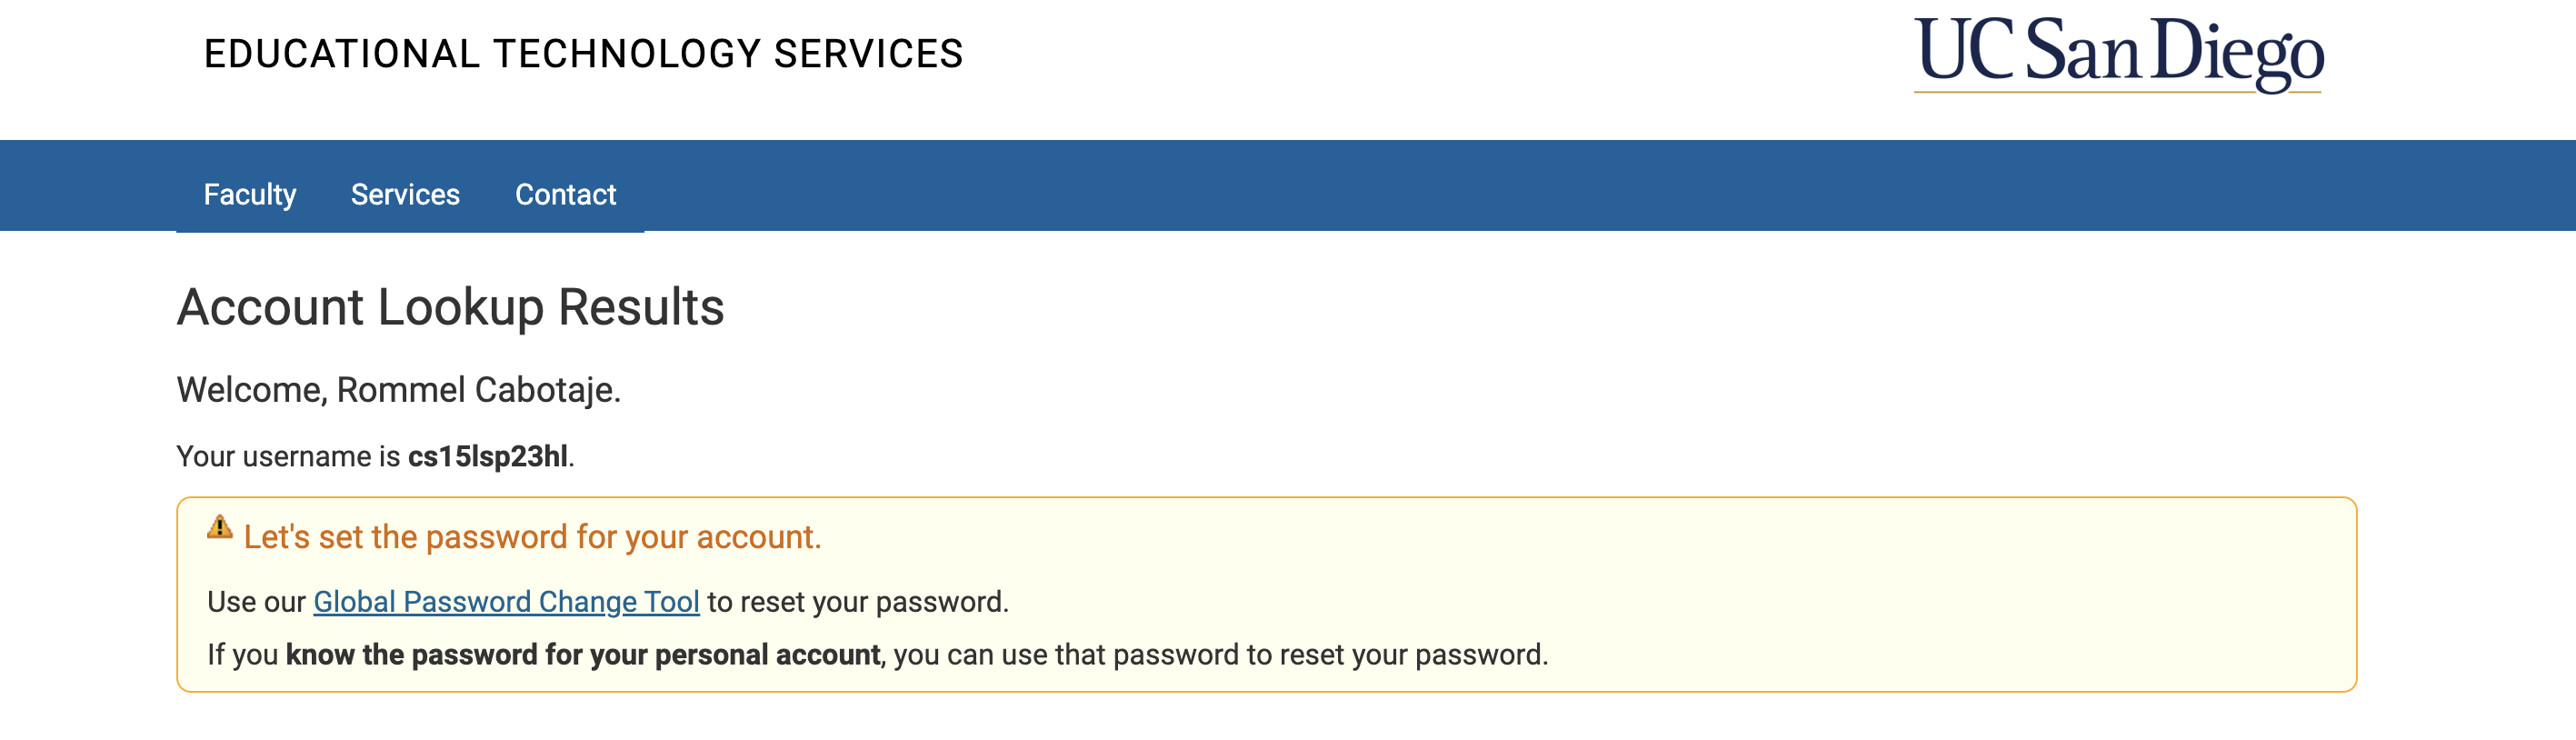 EDUCATIONAL TECHNOLOGY SERVICES
UC San Diego
Faculty Services Contact
Account Lookup Results
Welcome, Rommel Cabotaje.
Your username is cs15lsp23hl.
Let's set the password for your account.
Use our Global Password Change Tool to reset your password.
If you know the password for your personal account, you can use that password to reset your password.